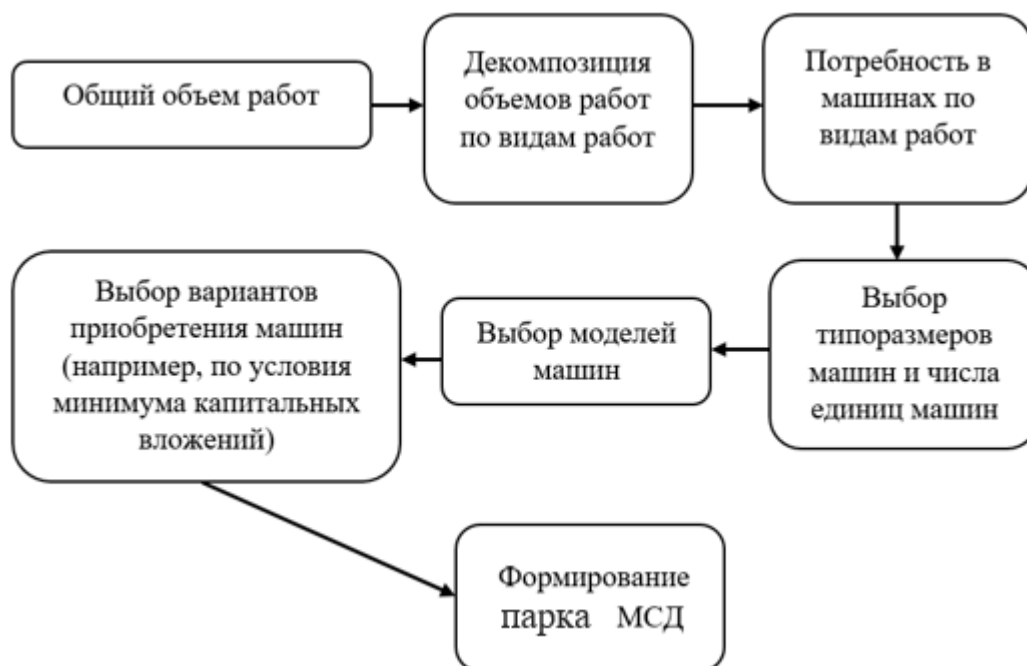 Общий объем работ
Декомпозиция
объемов работ
по видам работ
Потребность в
машинах по
видам работ
Выбор
типоразмеров
машин и числа
единиц машин
Выбор моделей
машин
Выбор вариантов
приобретения машин
(например, по условия
минимума капитальных
вложений)
Формирование
парка МСД